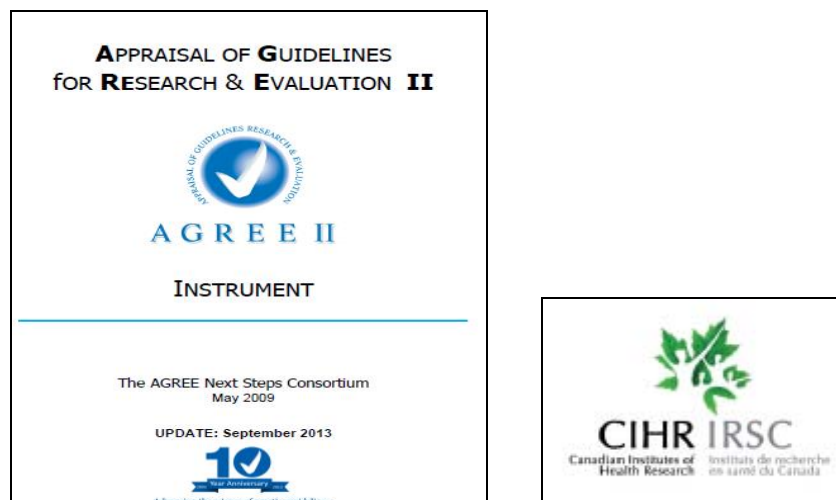 APPRAISAL OF GUIDELINES
fOR RESEARCH & EVALUATION II
APPRAISAL OF GUIDELINES RESEARCH & EVALUATION
AGREE II
INSTRUMENT
The AGREE Next Steps Consortium
May 2009
UPDATE: September 2013
10
Year Anniversary
CIHR IRSC
Canadian Institutes of Health Research
Instituts de recherche en santé du Canada